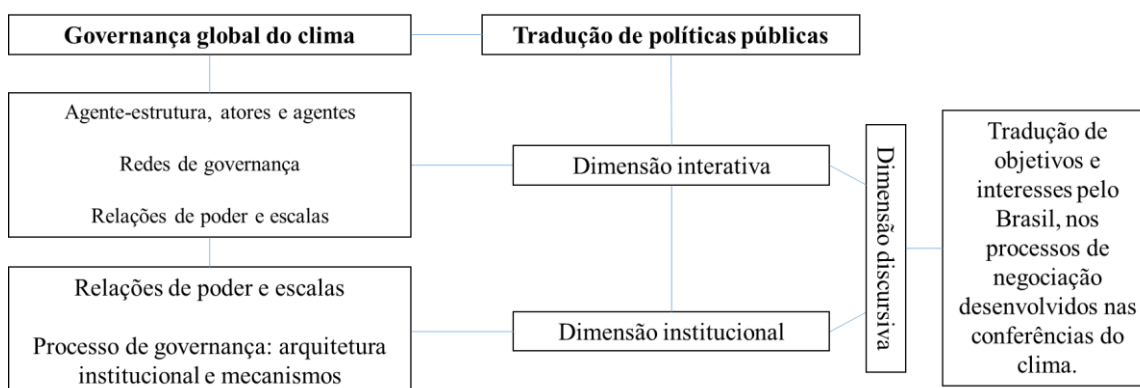 Governança global do clima
Tradução de políticas públicas
Agente-estrutura, atores e agentes
Redes de governança
Relações de poder e escalas
Relações de poder e escalas
Processo de governança: arquitetura
institucional e mecanismos
Dimensão interativa
Dimensão institucional
Dimensão discursiva
Tradução de
objetivos e
interesses pelo
Brasil, nos
processos de
negociação
desenvolvidos nas
conferências do
clima.